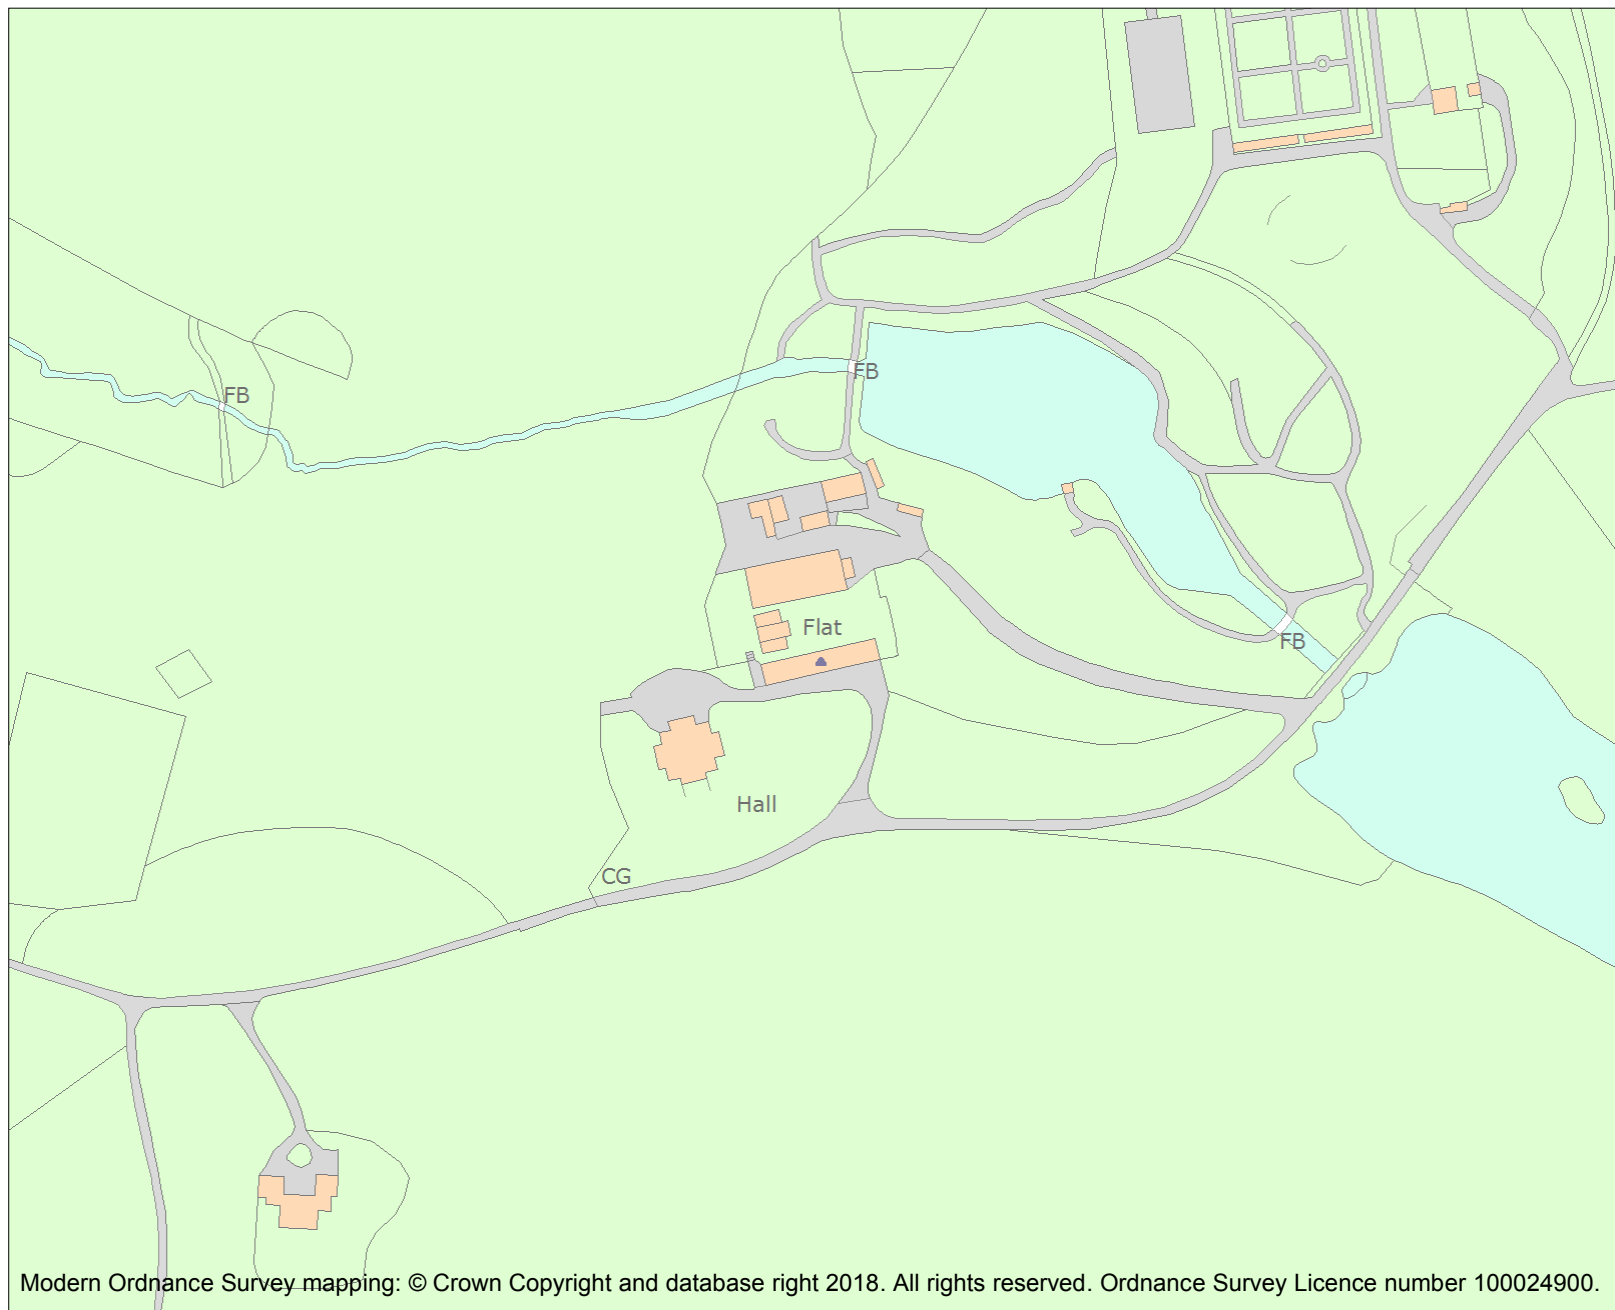 FB
FB
Flat
FB
Hall
CG
Modern Ordnance Survey mapping: © Crown Copyright and database right 2018. All rights reserved. Ordnance Survey Licence number 100024900.